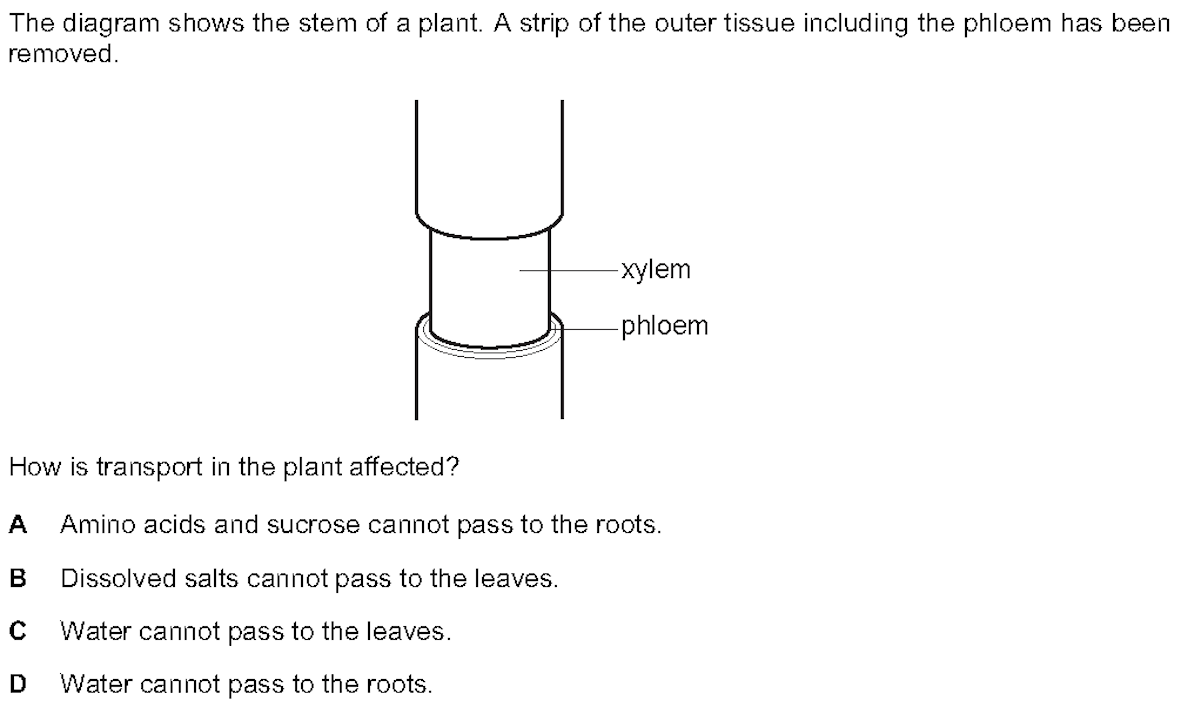 The diagram shows the stem of a plant. A strip of the outer tissue including the phloem has been
removed.
xylem
phloem
How is transport in the plant affected?
A Amino acids and sucrose cannot pass to the roots.
B Dissolved salts cannot pass to the leaves.
C Water cannot pass to the leaves.
D Water cannot pass to the roots.